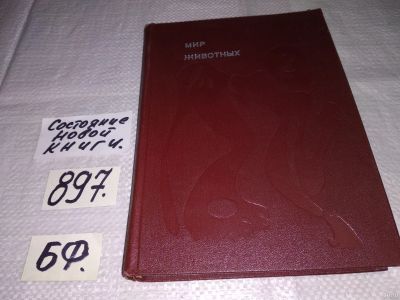 МИР
ЖИВОТНЫХ
Состояние
новой
книги.
897.
БФ.